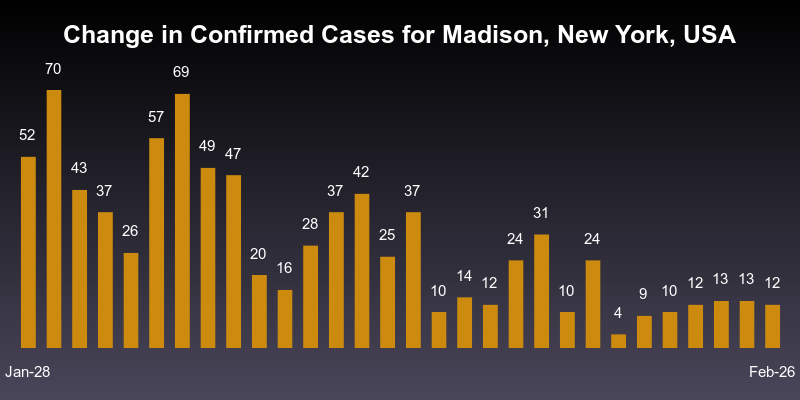 Change in Confirmed Cases for Madison, New York, USA
52 70 43 37 26 57 69 49 47 20 16 28 37 42 25 37 10 14 12 24 31 10 24 4 9 10 12 13 13 12
Jan-28 Feb-26